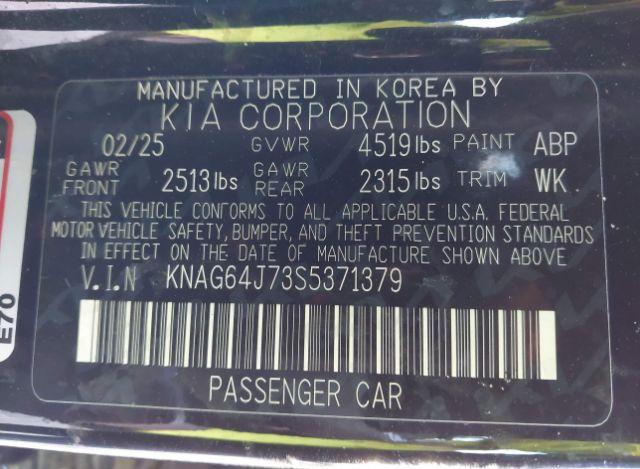 MANUFACTURED IN KOREA BY
KIA CORPORATION
02/25 GVWR 4519 lbs PAINT ABP
GAWR FRONT 2513 lbs GAWR REAR 2315 lbs TRIM WK
THIS VEHICLE CONFORMS TO ALL APPLICABLE U.S.A. FEDERAL
MOTOR VEHICLE SAFETY, BUMPER, AND THEFT PREVENTION STANDARDS
IN EFFECT ON THE DATE OF MANUFACTURE SHOWN ABOVE
V.I.N KNAG64J73S5371379
PASSENGER CAR
E70